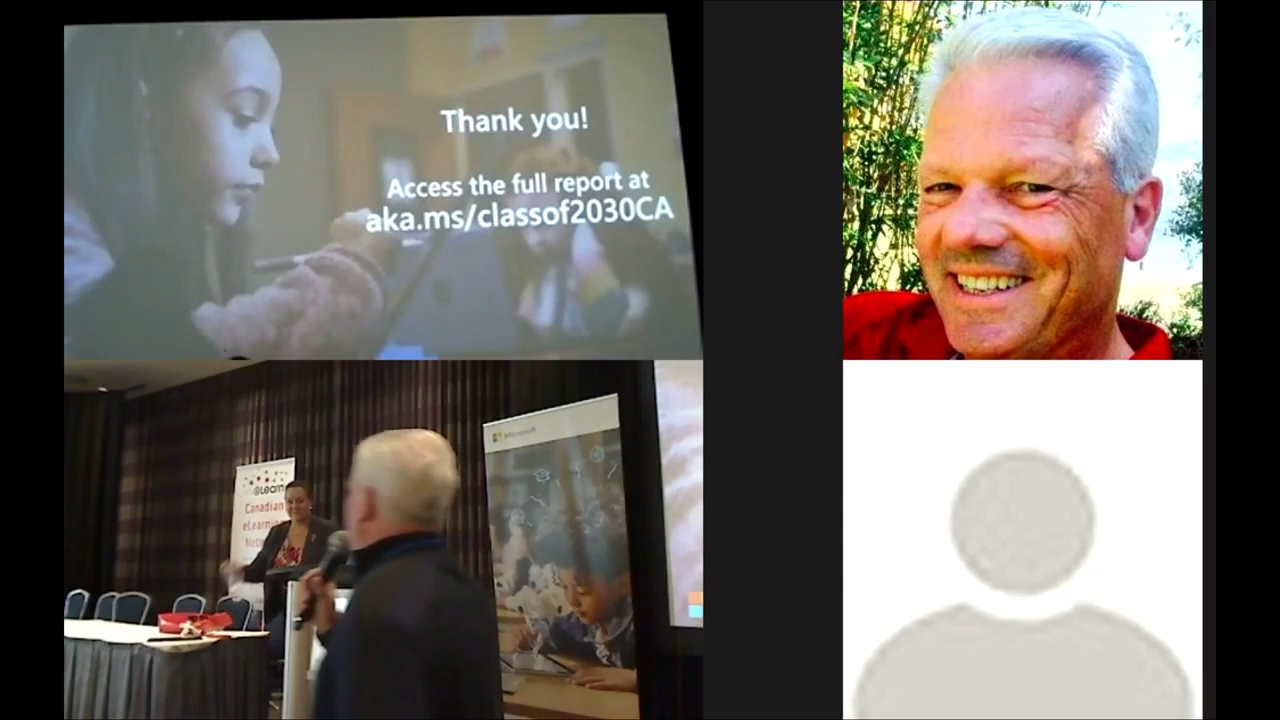 Thank you!
Access the full report at
aka.ms/classof2030CA
Microsoft
Canadian
eLearning